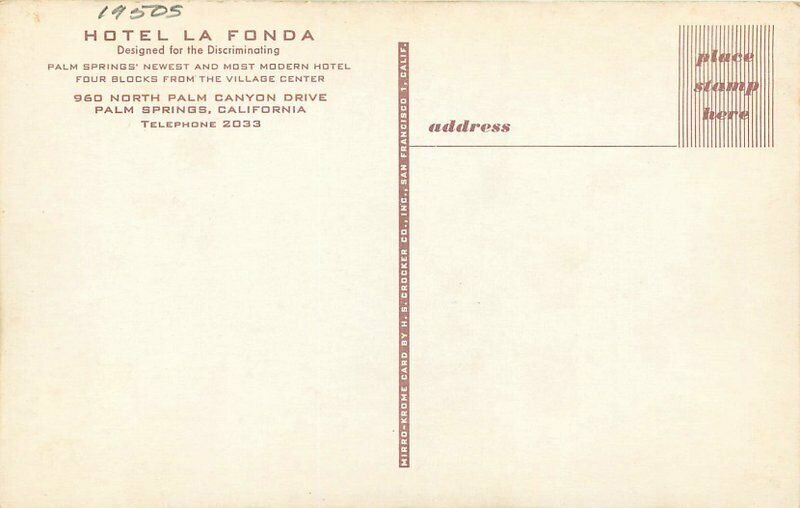 1950s
HOTEL LA FONDA
Designed for the Discriminating
PALM SPRINGS' NEWEST AND MOST MODERN HOTEL
FOUR BLOCKS FROM THE VILLAGE CENTER
960 NORTH PALM CANYON DRIVE
PALM SPRINGS, CALIFORNIA
TELEPHONE 2033
MIRRO-KROME CARD BY H. S. CROCKER CO., INC., SAN FRANCISCO 1, CALIF.
address
place
stamp
here